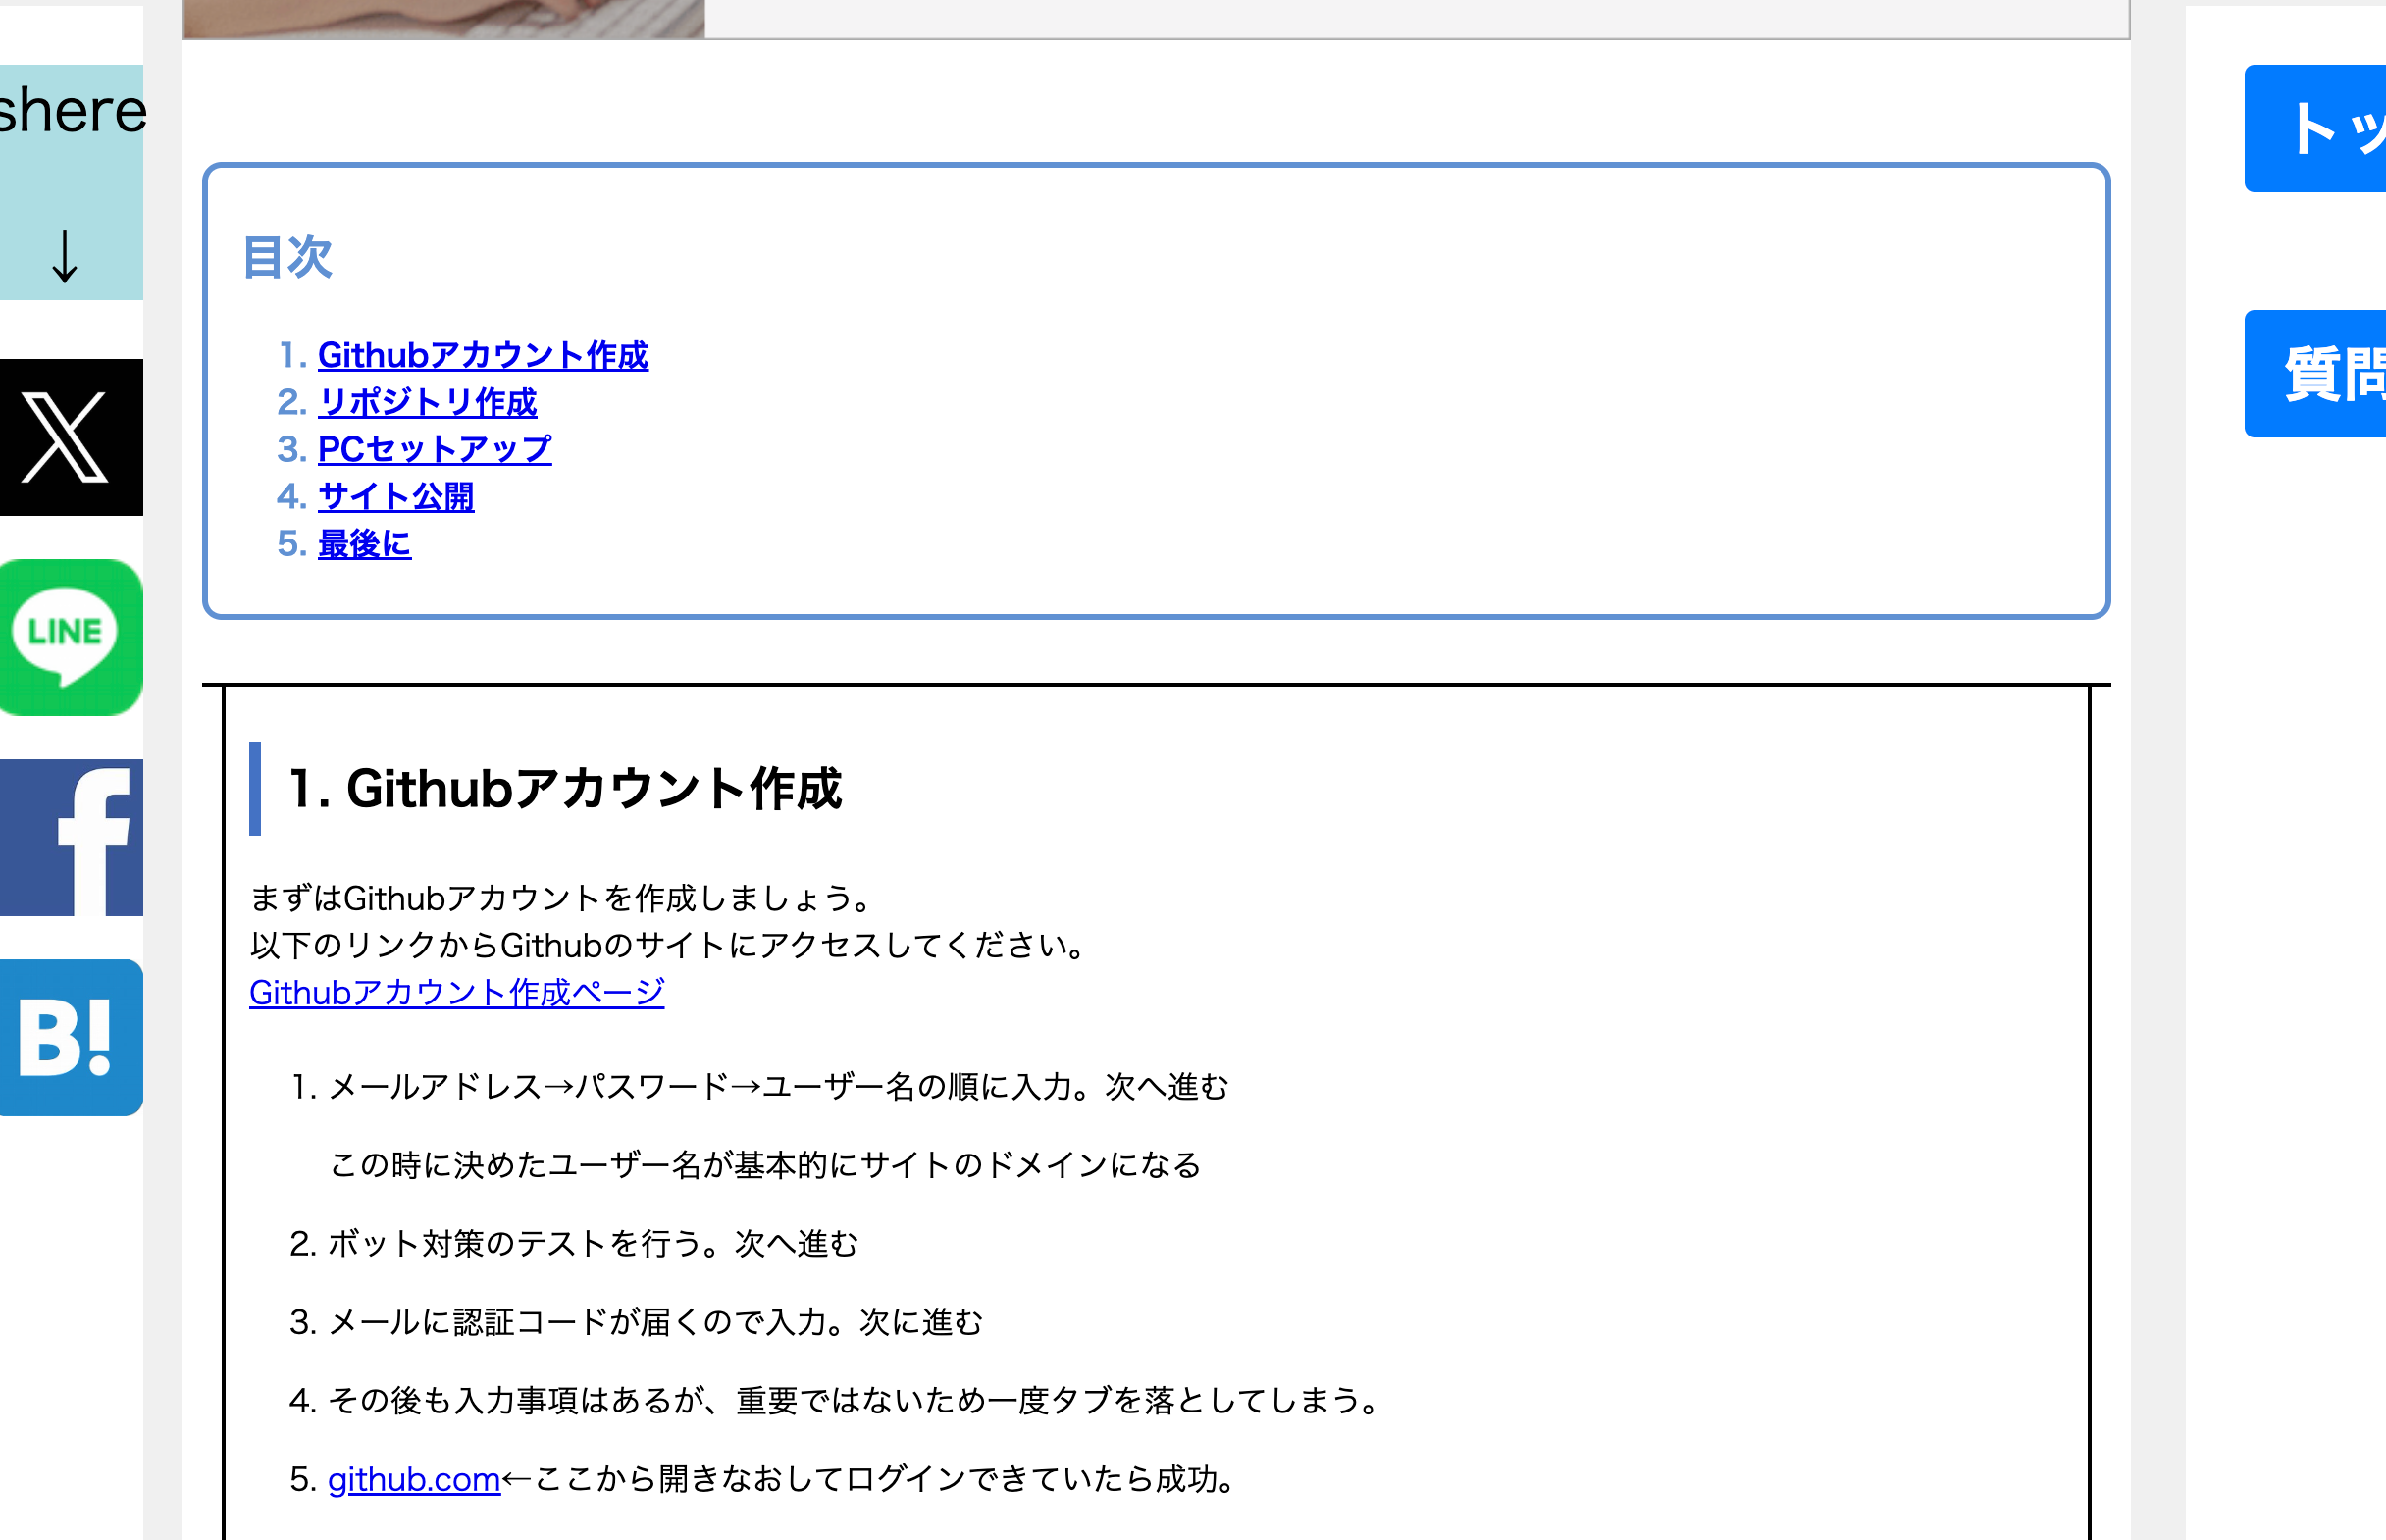 shere
↓
LINE
f
B!
目次
1. Githubアカウント作成
2. リポジトリ作成
3. PCセットアップ
4. サイト公開
5. 最後に
1. Githubアカウント作成
まずはGithubアカウントを作成しましょう。
以下のリンクからGithubのサイトにアクセスしてください。
Githubアカウント作成ページ
1. メールアドレス→パスワード→ユーザー名の順に入力。次へ進む
この時に決めたユーザー名が基本的にサイトのドメインになる
2. ボット対策のテストを行う。次へ進む
3. メールに認証コードが届くので入力。次に進む
4. その後も入力事項はあるが、重要ではないため一度タブを落としてしまう。
5. github.com←ここから開きなおしてログインできていたら成功。
トッ
質問